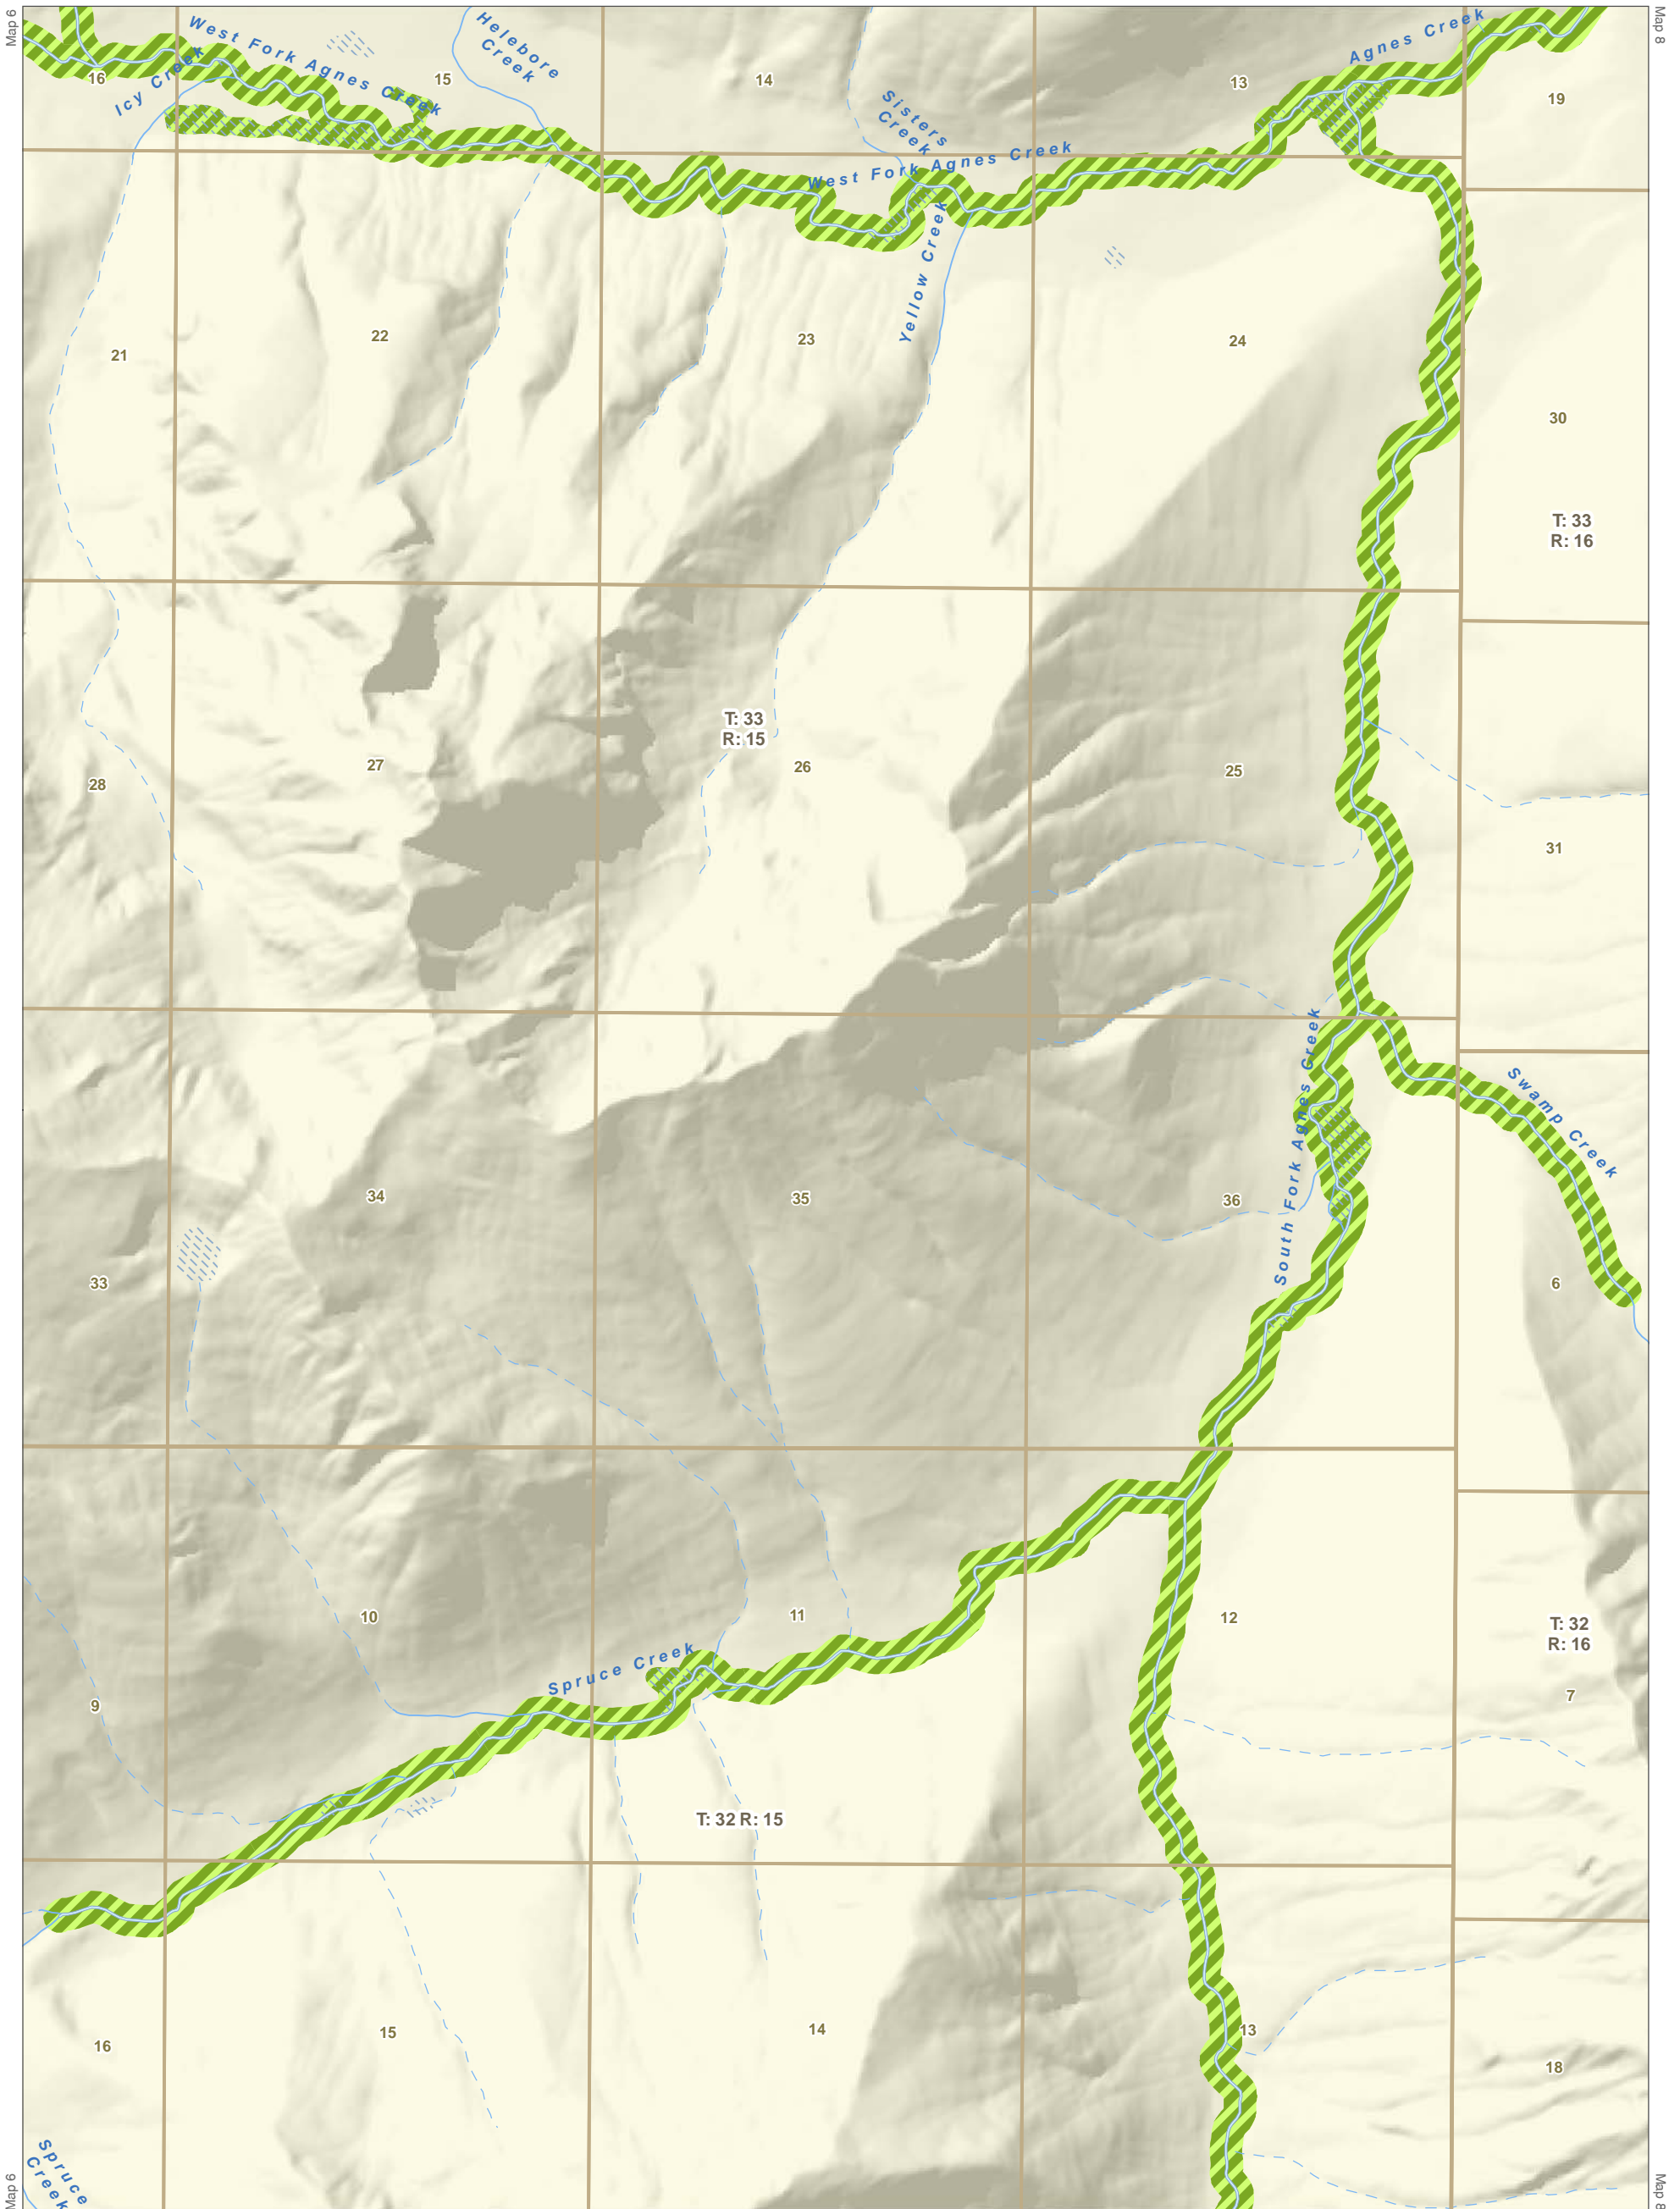 Map 6
Map 8
West Fork Agnes Creek
Helebore
Creek
Agnes Creek
16
Icy Creek
15
14
13
19
Sisters
Creek
West Fork Agnes Creek
Yellow Creek
21
22
23
24
30
T: 33
R: 16
T: 33
R: 15
28
27
26
25
31
South Fork Agnes Creek
Swamp Creek
33
34
35
36
6
10
11
12
T: 32
R: 16
Spruce Creek
9
7
T: 32 R: 15
16
15
14
13
18
Spruce
Creek
Map 6
Map 8